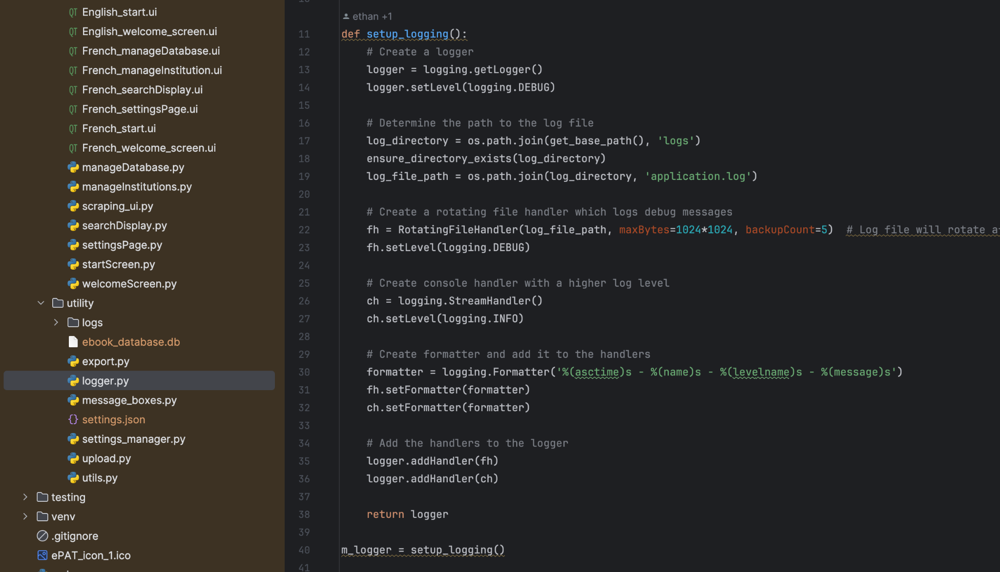 English_start.ui
English_welcome_screen.ui
French_manageDatabase.ui
French_manageInstitution.ui
French_searchDisplay.ui
French_settingsPage.ui
French_start.ui
French_welcome_screen.ui
manageDatabase.py
manageInstitutions.py
scraping_ui.py
searchDisplay.py
settingsPage.py
startScreen.py
welcomeScreen.py
utility
logs
ebook_database.db
export.py
logger.py
message_boxes.py
settings.json
settings_manager.py
upload.py
utils.py
testing
venv
.gitignore
ePAT_icon_1.ico
ethan +1
11 def setup_logging():
12 # Create a logger
13 logger = logging.getLogger()
14 logger.setLevel(logging.DEBUG)
15
16 # Determine the path to the log file
17 log_directory = os.path.join(get_base_path(), 'logs')
18 ensure_directory_exists(log_directory)
19 log_file_path = os.path.join(log_directory, 'application.log')
20
21 # Create a rotating file handler which logs debug messages
22 fh = RotatingFileHandler(log_file_path, maxBytes=1024*1024, backupCount=5)  # Log file will rotate
23 fh.setLevel(logging.DEBUG)
24
25 # Create console handler with a higher log level
26 ch = logging.StreamHandler()
27 ch.setLevel(logging.INFO)
28
29 # Create formatter and add it to the handlers
30 formatter = logging.Formatter('%(asctime)s - %(name)s - %(levelname)s - %(message)s')
31 fh.setFormatter(formatter)
32 ch.setFormatter(formatter)
33
34 # Add the handlers to the logger
35 logger.addHandler(fh)
36 logger.addHandler(ch)
37
38 return logger
39
40 m_logger = setup_logging()
41